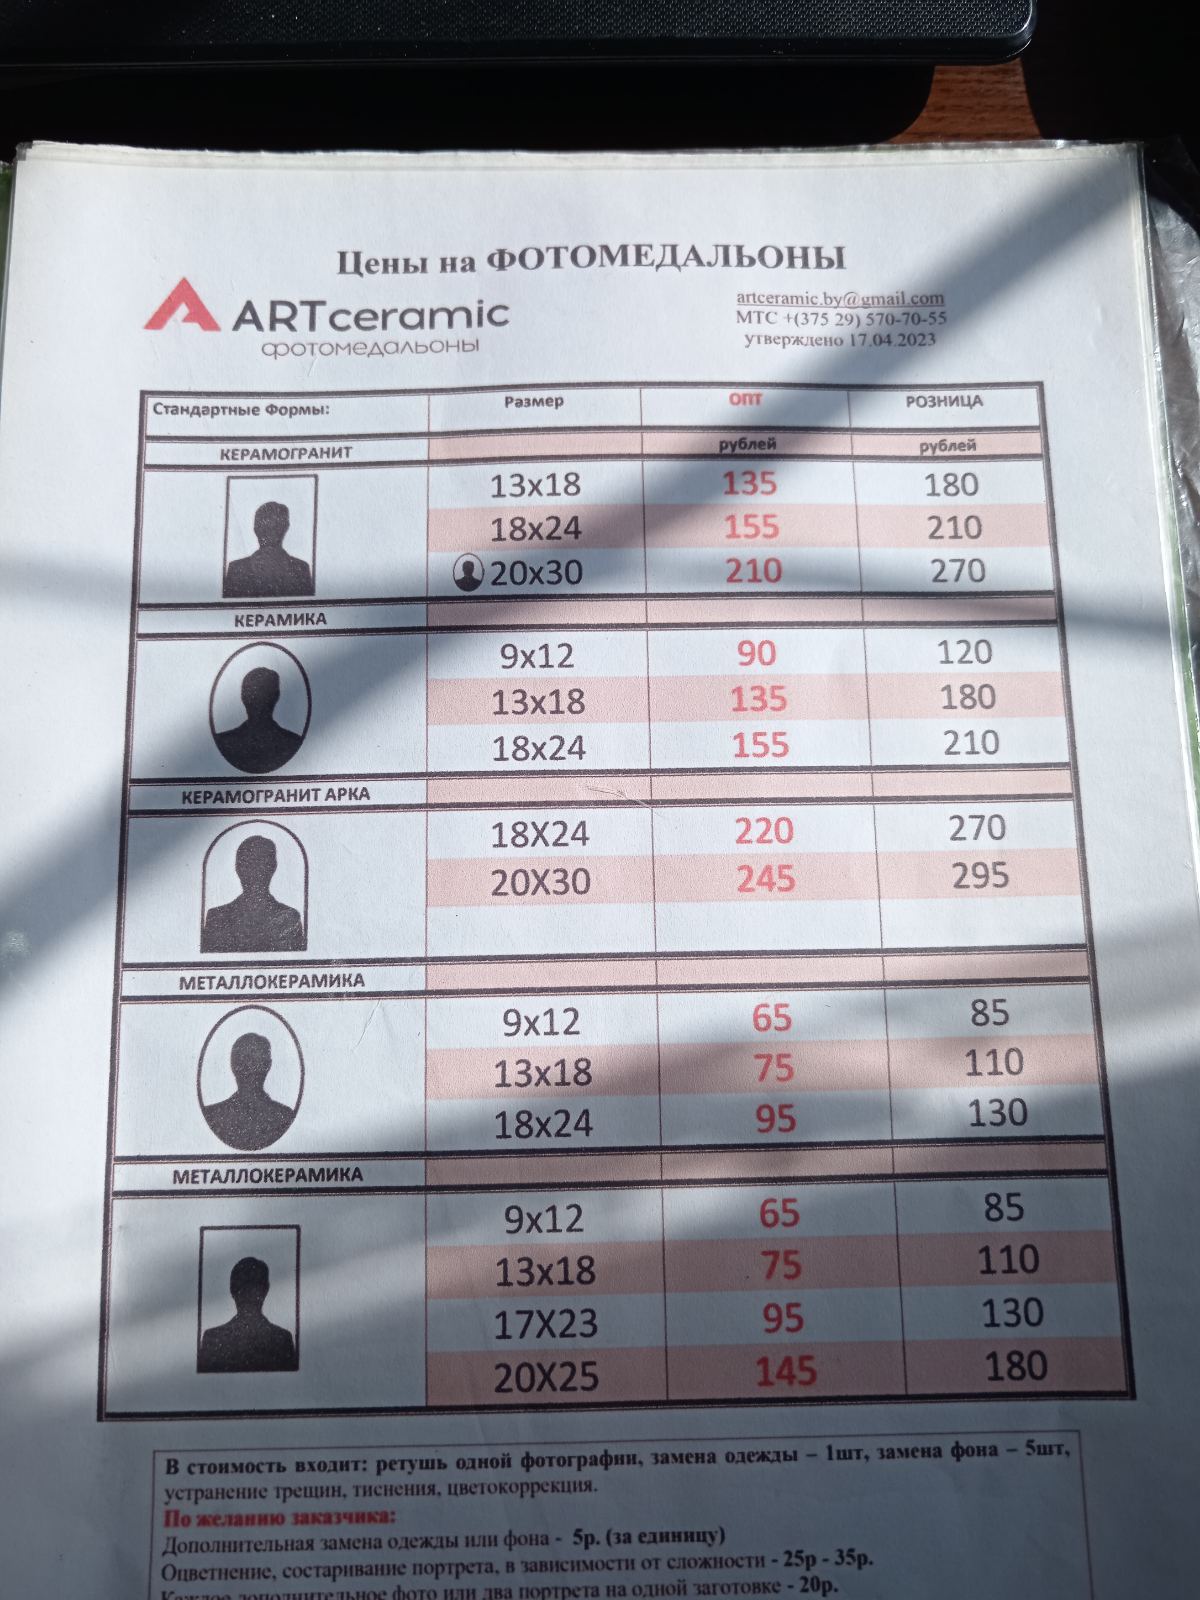 Цены на ФОТОМЕДАЛЬОНЫ
ARTceramic
фотомедальоны
artceramic.by@gmail.com
МТС +(375 29) 570-70-55
утверждено 17.04.2023
Стандартные Формы: Размер ОПТ РОЗНИЦА
КЕРАМОГРАНИТ рублей рублей
13x18 135 180
18x24 155 210
20x30 210 270
КЕРАМИКА
9x12 90 120
13x18 135 180
18x24 155 210
КЕРАМОГРАНИТ АРКА
18X24 220 270
20X30 245 295
МЕТАЛЛОКЕРАМИКА
9x12 65 85
13x18 75 110
18x24 95 130
МЕТАЛЛОКЕРАМИКА
9x12 65 85
13x18 75 110
17X23 95 130
20X25 145 180
В стоимость входит: ретушь одной фотографии, замена одежды – 1шт, замена фона – 5шт,
устранение трещин, тиснения, цветокоррекция.
По желанию заказчика:
Дополнительная замена одежды или фона - 5р. (за единицу)
Оцветнение, состаривание портрета, в зависимости от сложности - 25р - 35р.
Каждое дополнительное фото или два портрета на одной заготовке - 20р.